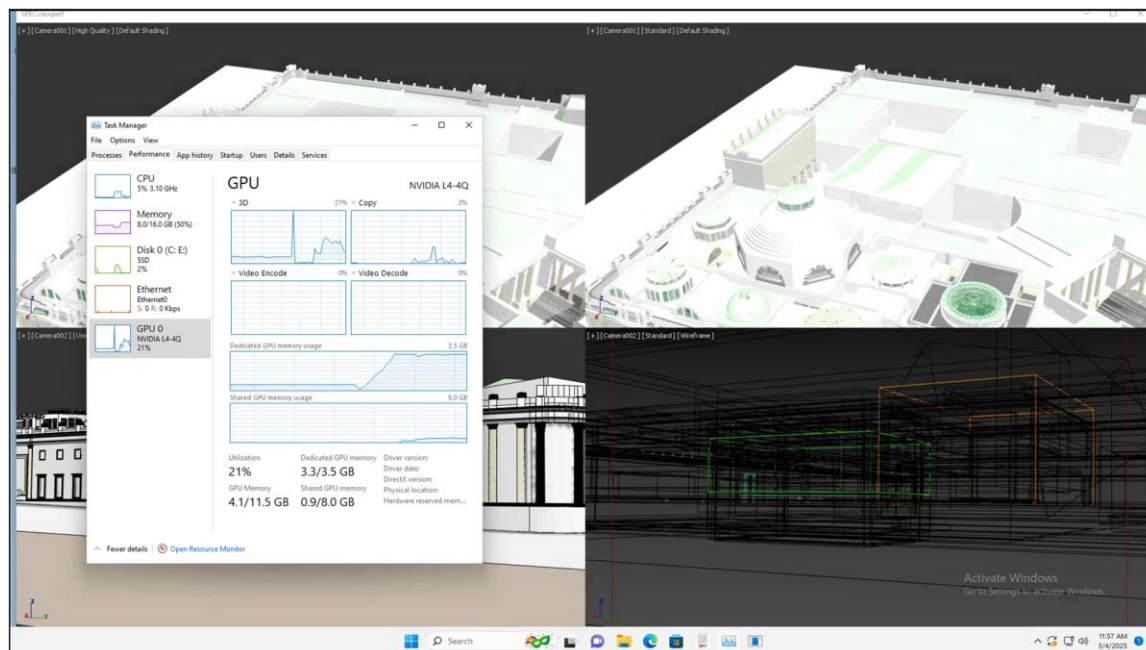 SPECviewperf
[+] [Camera001] [High Quality] [Default Shading]
[+] [Camera001] [Standard] [Default Shading]
Task Manager
File Options View
Processes Performance App history Startup Users Details Services
CPU
5% 3.10 GHz
Memory
8.0/16.0 GB (50%)
Disk 0 (C: E:)
SSD
2%
Ethernet
Ethernet0
S: 0 R: 0 Kbps
GPU 0
NVIDIA L4-4Q
21%
GPU NVIDIA L4-4Q
3D 21% Copy 2%
Video Encode 0% Video Decode 0%
Dedicated GPU memory usage 3.5 GB
Shared GPU memory usage 8.0 GB
Utilization
21%
GPU Memory
4.1/11.5 GB
Dedicated GPU memory
3.3/3.5 GB
Shared GPU memory
0.9/8.0 GB
Driver version:
Driver date:
DirectX version:
Physical location:
Hardware reserved mem...
Fewer details Open Resource Monitor
[+] [Camera002] [Use
[+] [Camera002] [Standard] [Wireframe]
Activate Windows
Go to Settings to activate Windows.
Search
11:57 AM
3/4/2025